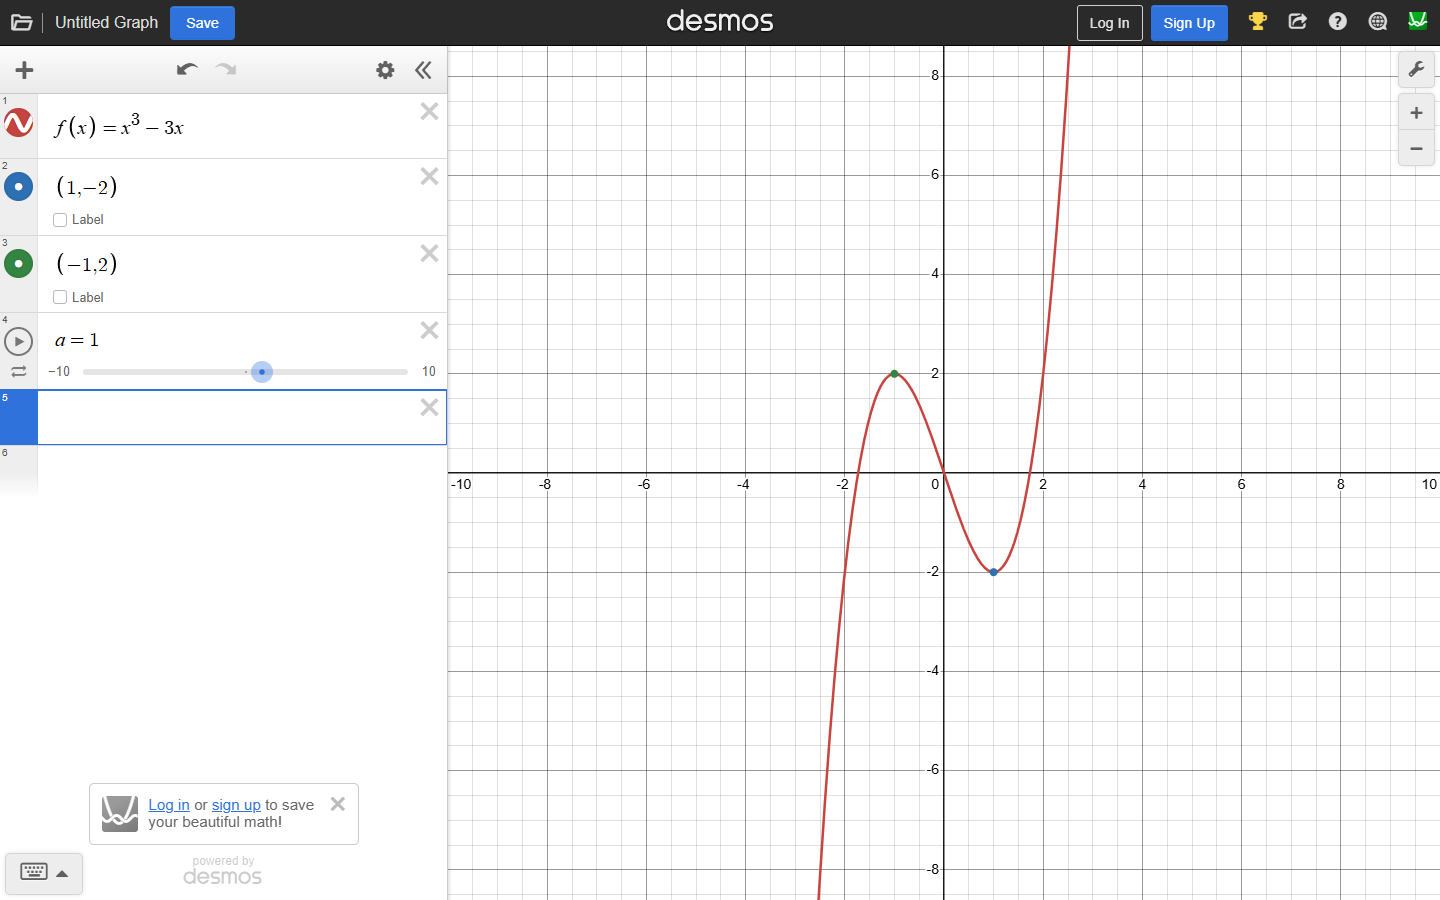 Untitled Graph
Save
desmos
Log In
Sign Up
1
f(x) = x³ − 3x
2
(1,−2)
Label
3
(−1,2)
Label
4
a = 1
−10
10
5
6
Log in or sign up to save
your beautiful math!
powered by
desmos
8
6
4
2
-10
-8
-6
-4
-2
0
2
4
6
8
10
-2
-4
-6
-8